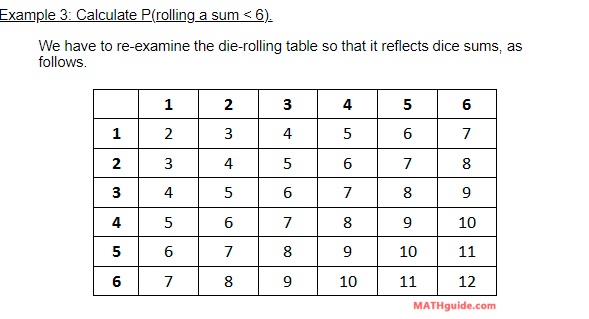 Example 3: Calculate P(rolling a sum < 6).
We have to re-examine the die-rolling table so that it reflects dice sums, as
follows.
1 2 3 4 5 6
1 2 3 4 5 6 7
2 3 4 5 6 7 8
3 4 5 6 7 8 9
4 5 6 7 8 9 10
5 6 7 8 9 10 11
6 7 8 9 10 11 12
MATHguide.com